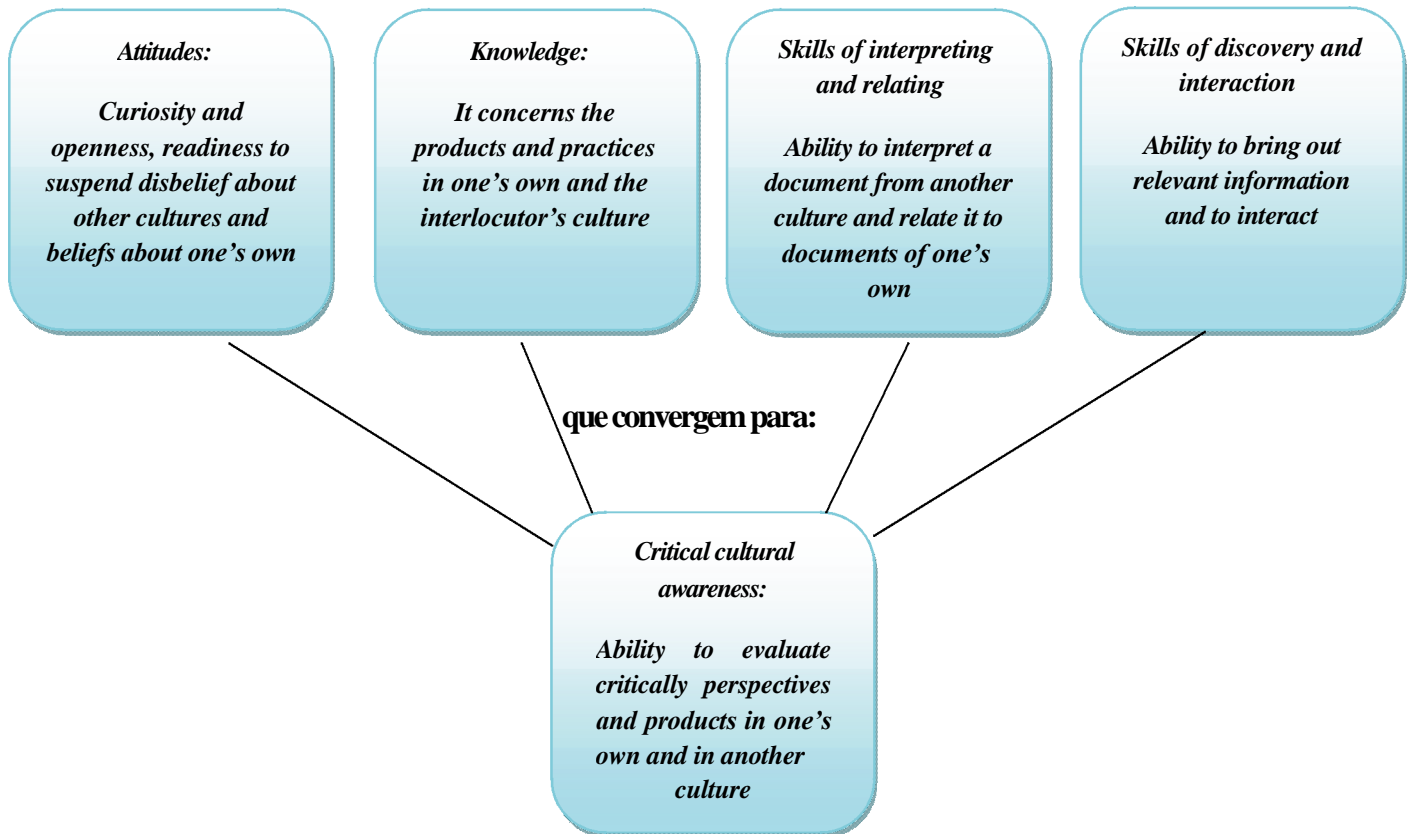 Attitudes:
Curiosity and
openness, readiness to
suspend disbelief about
other cultures and
beliefs about one’s own
Knowledge:
It concerns the
products and practices
in one’s own and the
interlocutor’s culture
Skills of interpreting
and relating
Ability to interpret a
document from another
culture and relate it to
documents of one’s
own
Skills of discovery and
interaction
Ability to bring out
relevant information
and to interact
que convergem para:
Critical cultural
awareness:
Ability to evaluate
critically perspectives
and products in one’s
own and in another
culture